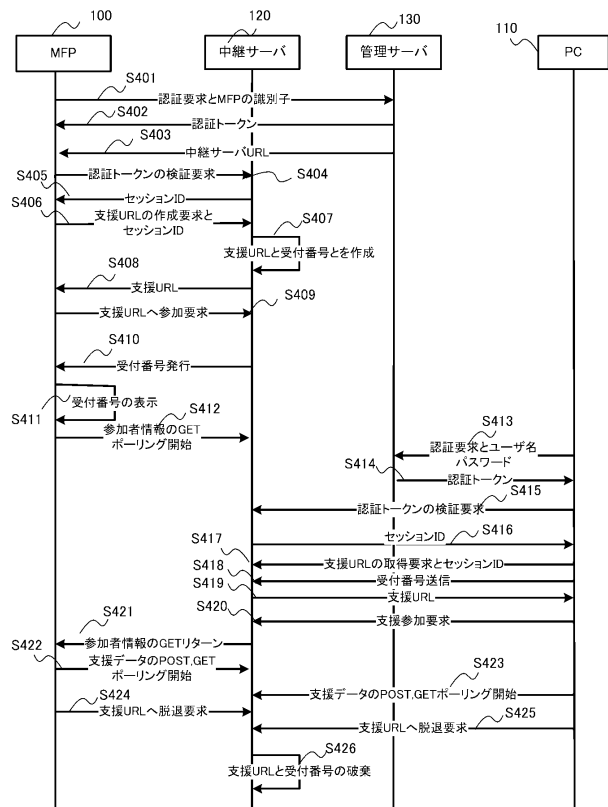 100
120
130
110
MFP
中継サーバ
管理サーバ
PC
S401
認証要求とMFPの識別子
S402
認証トークン
S403
中継サーバURL
認証トークンの検証要求
S404
S405
セッションID
S406
支援URLの作成要求と
セッションID
S407
支援URLと受付番号とを作成
S408
支援URL
S409
支援URLへ参加要求
S410
受付番号発行
受付番号の表示
S411
S412
参加者情報のGET
ポーリング開始
S413
認証要求とユーザ名
パスワード
S414
認証トークン
S415
認証トークンの検証要求
S416
セッションID
S417
支援URLの取得要求とセッションID
S418
受付番号送信
S419
支援URL
S420
支援参加要求
S421
参加者情報のGETリターン
S422
支援データのPOST,GET
ポーリング開始
S423
支援データのPOST,GETポーリング開始
S424
支援URLへ脱退要求
S425
支援URLへ脱退要求
S426
支援URLと受付番号の破棄